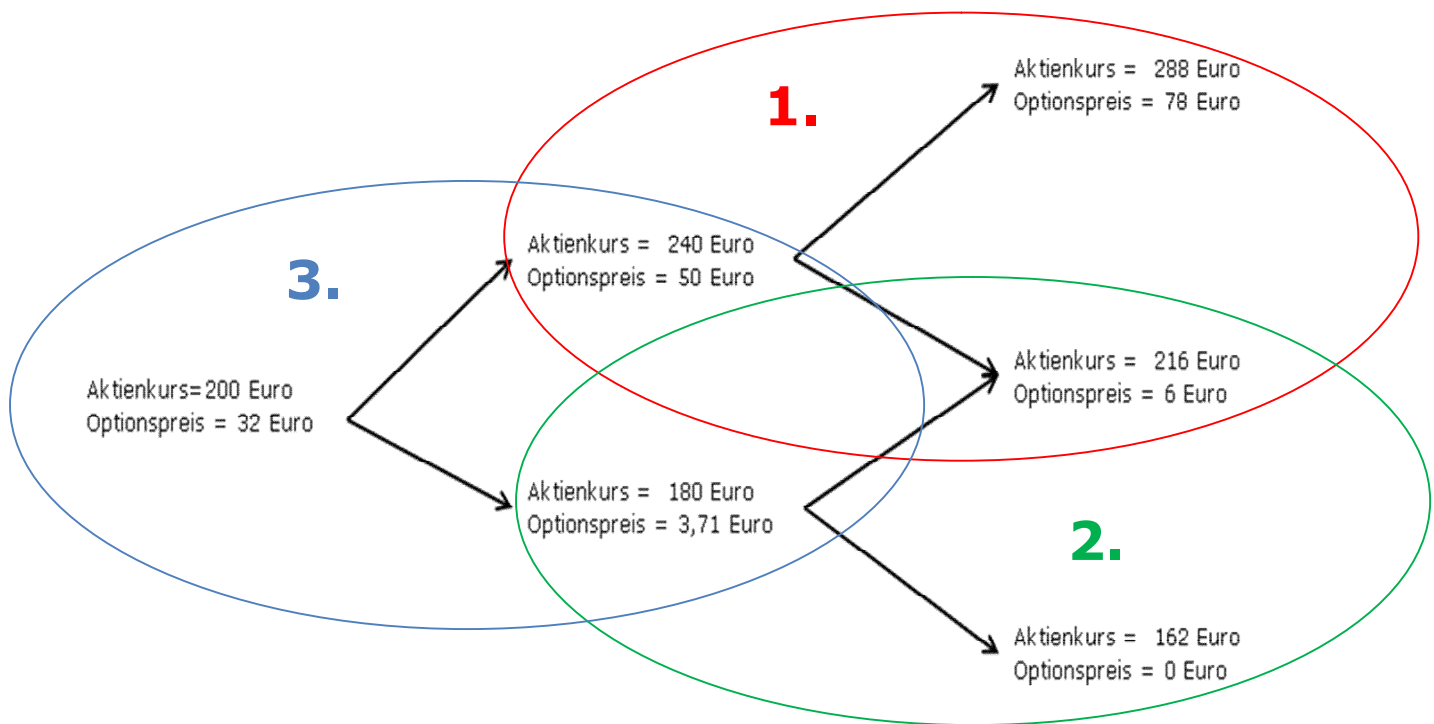 1.
Aktienkurs = 288 Euro
Optionspreis = 78 Euro
3.
Aktienkurs = 240 Euro
Optionspreis = 50 Euro
Aktienkurs=200 Euro
Optionspreis = 32 Euro
Aktienkurs = 216 Euro
Optionspreis = 6 Euro
Aktienkurs = 180 Euro
Optionspreis = 3,71 Euro
2.
Aktienkurs = 162 Euro
Optionspreis = 0 Euro